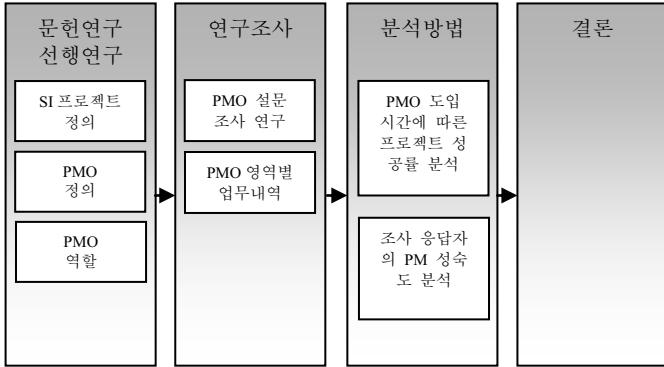 문헌연구
선행연구
SI 프로젝트
정의
PMO
정의
PMO
역할
연구조사
PMO 설문
조사 연구
PMO 영역별
업무내역
분석방법
PMO 도입
시간에 따른
프로젝트 성
공률 분석
조사 응답자
의 PM 성숙
도 분석
결론